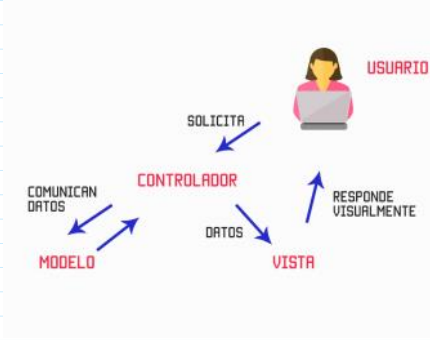 USUARIO
SOLICITA
CONTROLADOR
COMUNICAN
DATOS
RESPONDE
VISUALMENTE
DATOS
MODELO
VISTA